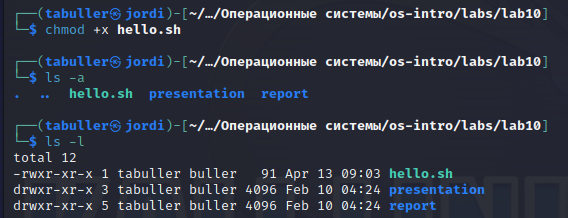 ┌──(tabuller㉿jordi)-[~/…/Операционные системы/os-intro/labs/lab10]
└─$ chmod +x hello.sh
┌──(tabuller㉿jordi)-[~/…/Операционные системы/os-intro/labs/lab10]
└─$ ls -a
.  ..  hello.sh  presentation  report
┌──(tabuller㉿jordi)-[~/…/Операционные системы/os-intro/labs/lab10]
└─$ ls -l
total 12
-rwxr-xr-x 1 tabuller buller   91 Apr 13 09:03 hello.sh
drwxr-xr-x 3 tabuller buller 4096 Feb 10 04:24 presentation
drwxr-xr-x 5 tabuller buller 4096 Feb 10 04:24 report